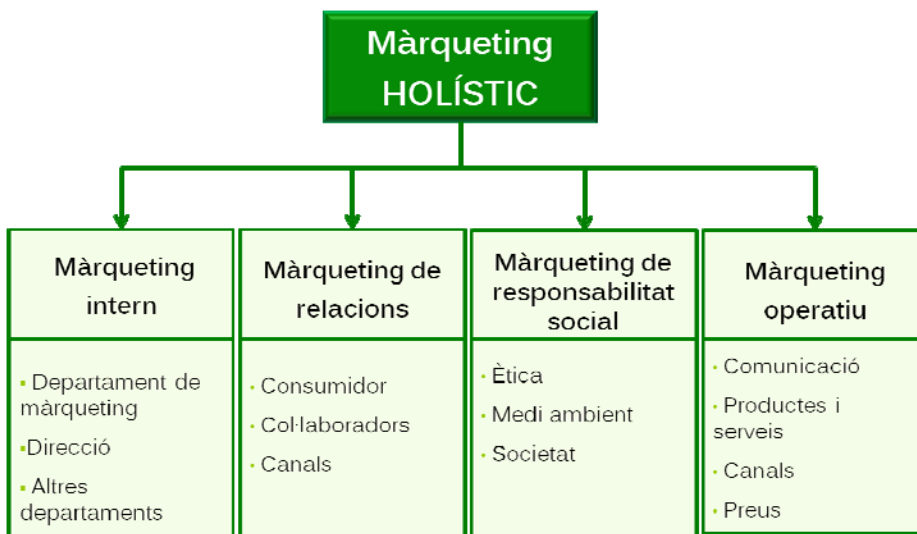 Màrqueting
HOLÍSTIC
Màrqueting
intern
▪ Departament de
màrqueting
▪Direcció
▪ Altres
departaments
Màrqueting de
relacions
• Consumidor
• Col·laboradors
• Canals
Màrqueting de
responsabilitat
social
• Ètica
• Medi ambient
• Societat
Màrqueting
operatiu
• Comunicació
• Productes i
serveis
• Canals
• Preus